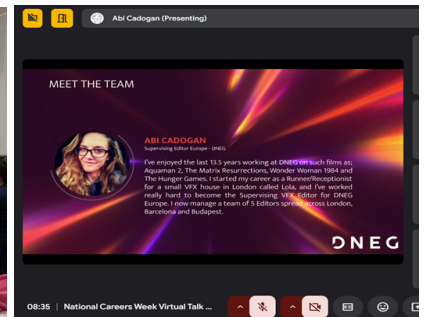 Abi Cadogan (Presenting)
MEET THE TEAM
ABI CADOGAN
Supervising Editor Europe - DNEG
I've enjoyed the last 13.5 years working at DNEG on such films as;
Aquaman 2, The Matrix Resurrections, Wonder Woman 1984 and
The Hunger Games. I started my career as a Runner/Receptionist
for a small VFX house in London called Lola, and I've worked
really hard to become the Supervising VFX Editor for DNEG
Europe. I now manage a team of 5 Editors spread across London,
Barcelona and Budapest.
DNEG
08:35 | National Careers Week Virtual Talk ...